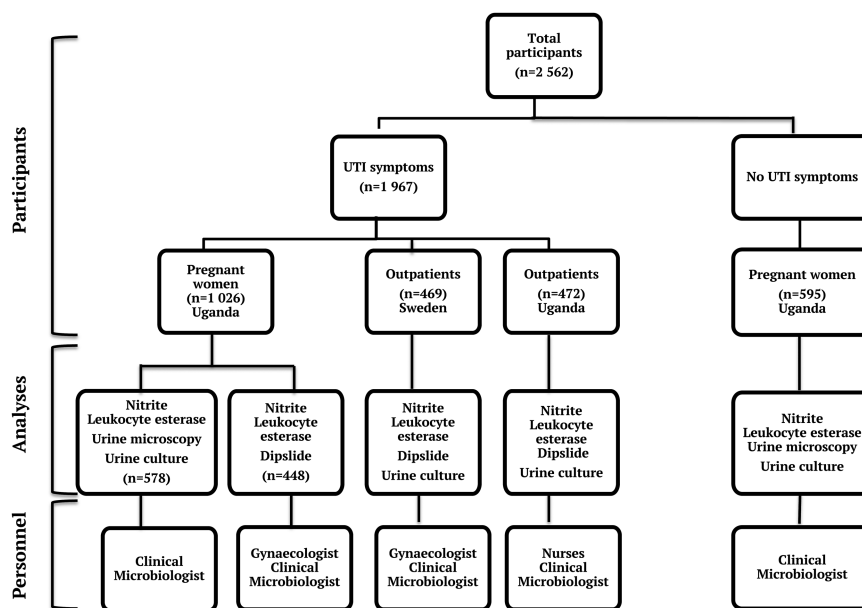 Total
participants
(n=2 562)
Participants
UTI symptoms
(n=1 967)
No UTI symptoms
Pregnant
women
(n=1 026)
Uganda
Outpatients
(n=469)
Sweden
Outpatients
(n=472)
Uganda
Pregnant women
(n=595)
Uganda
Analyses
Nitrite
Leukocyte esterase
Urine microscopy
Urine culture
(n=578)
Nitrite
Leukocyte
esterase
Dipslide
(n=448)
Nitrite
Leukocyte
esterase
Dipslide
Urine culture
Nitrite
Leukocyte
esterase
Dipslide
Urine culture
Nitrite
Leukocyte esterase
Urine microscopy
Urine culture
Personnel
Clinical
Microbiologist
Gynaecologist
Clinical
Microbiologist
Gynaecologist
Clinical
Microbiologist
Nurses
Clinical
Microbiologist
Clinical
Microbiologist